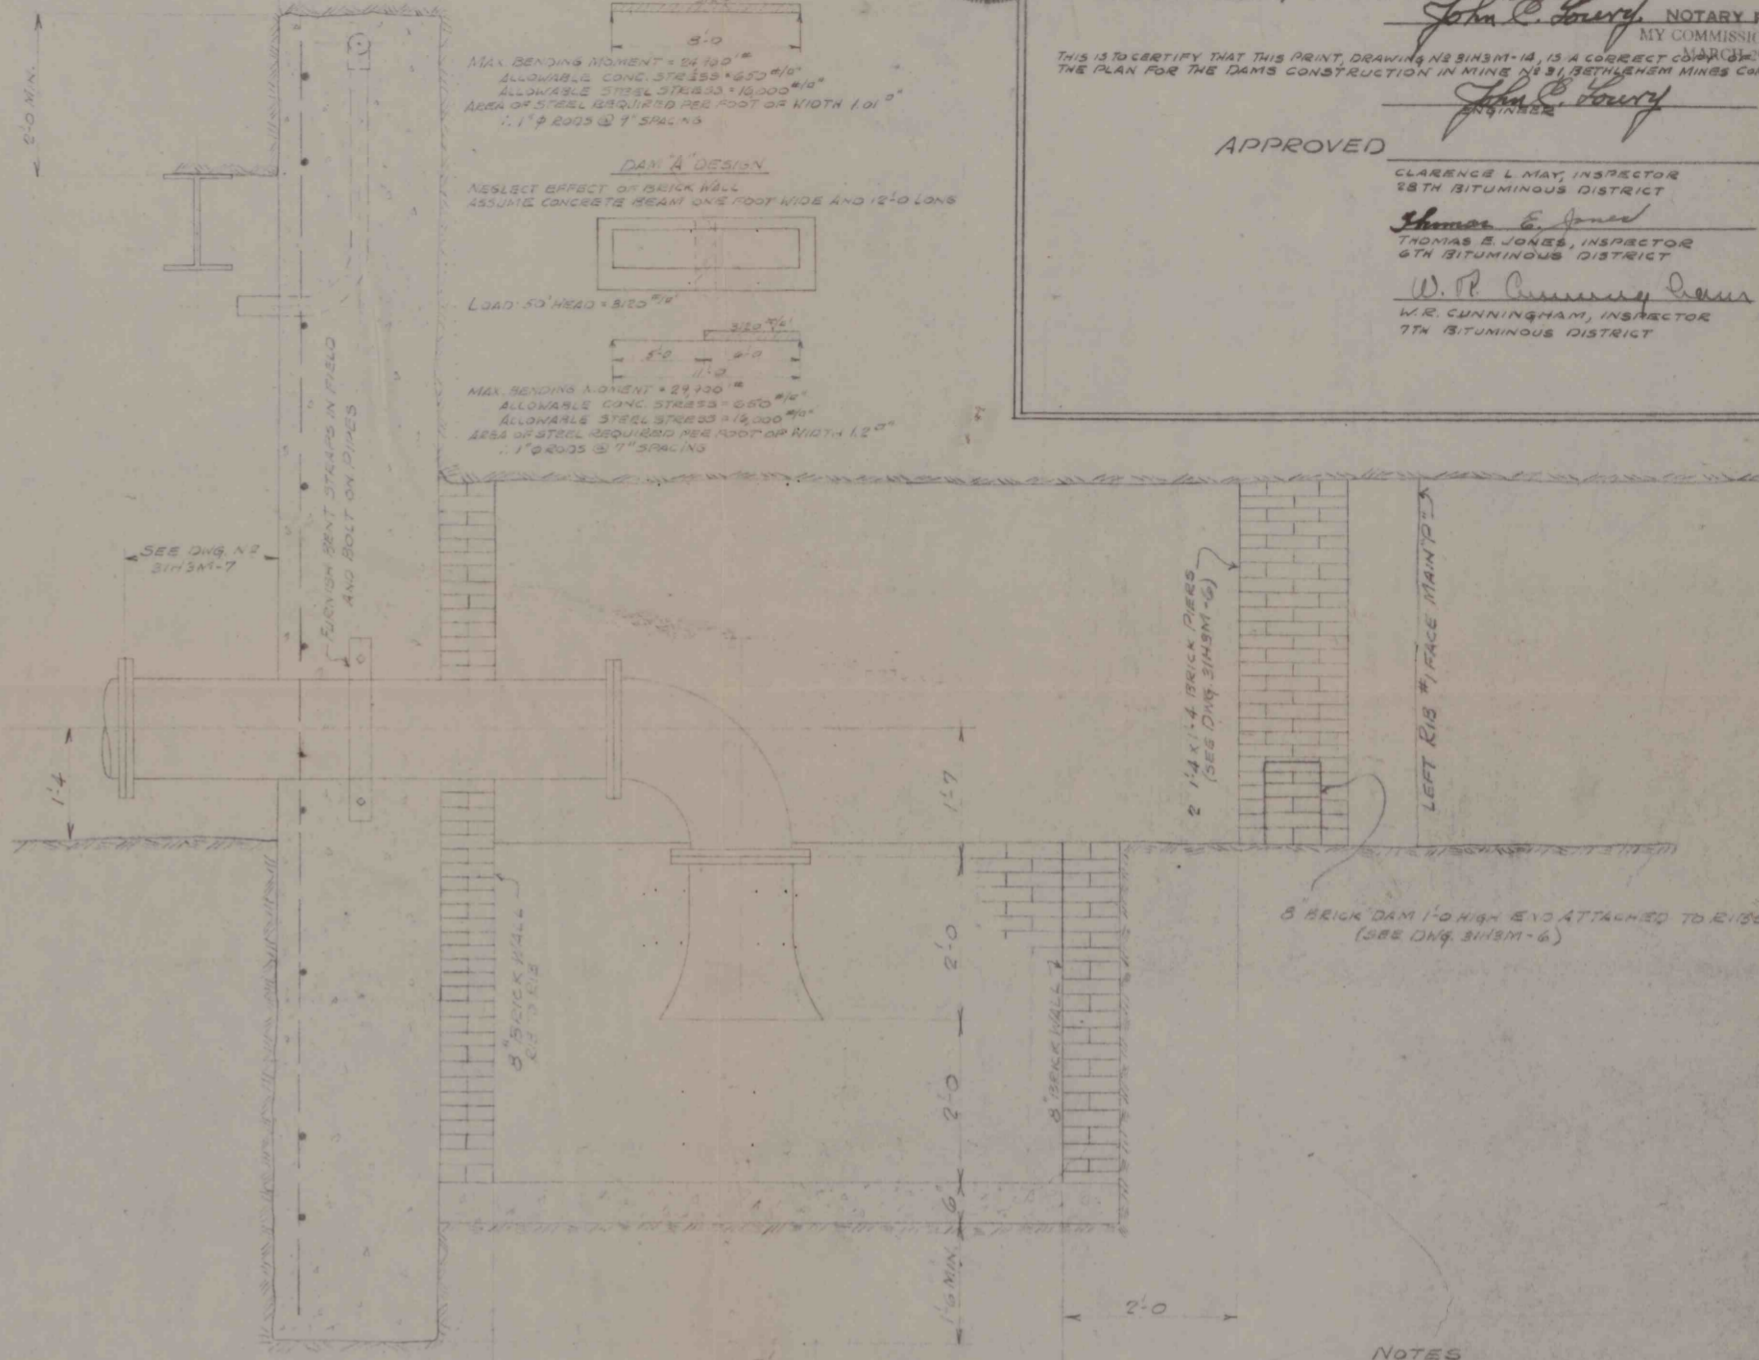 2'-0 MIN.
8'-0
MAX. BENDING MOMENT =
ALLOWABLE CONC. STRESS = 650 #/□"
ALLOWABLE STEEL STRESS = 16,000 #/□"
AREA OF STEEL REQUIRED PER FOOT OF WIDTH 1.01 □"
∴ 1" φ RODS @ 9" SPACING
DAM "A" DESIGN
NEGLECT EFFECT OF BRICK WALL
ASSUME CONCRETE BEAM ONE FOOT WIDE AND 12'-0 LONG
LOAD 50' HEAD = 3120 #/□'
3120 #/□'
5'-0
6'-0
11'-0
MAX. BENDING MOMENT = 29,700 '#
ALLOWABLE CONC. STRESS = 650 #/□"
ALLOWABLE STEEL STRESS = 16,000 #/□"
AREA OF STEEL REQUIRED PER FOOT OF WIDTH 1.2 □"
∴ 1" φ RODS @ 7" SPACING
John C. Lowry NOTARY
MY COMMISSIO
MARCH
THIS IS TO CERTIFY THAT THIS PRINT, DRAWING Nº 31H3M-14, IS A CORRECT COPY OF
THE PLAN FOR THE DAMS CONSTRUCTION IN MINE Nº 31, BETHLEHEM MINES CO
John C. Lowry
ENGINEER
APPROVED
CLARENCE L. MAY, INSPECTOR
28TH BITUMINOUS DISTRICT
Thomas E. Jones
THOMAS E. JONES, INSPECTOR
6TH BITUMINOUS DISTRICT
W. R. Cunningham
W. R. CUNNINGHAM, INSPECTOR
7TH BITUMINOUS DISTRICT
FURNISH BENT STRAPS IN FIELD
AND BOLT ON PIPES
SEE DWG. Nº
31H3M-7
1'-4
8" BRICK WALL
RIB TO RIB
1'-7
2'-0
2'-0
6"
1'-6 MIN.
8" BRICK WALL
2 1'-4 x 1'-4 BRICK PIERS
(SEE DWG. 31H3M-6)
LEFT RIB #1 FACE MAIN "P"-5
8" BRICK DAM 1'-0 HIGH END ATTACHED TO RIBS
(SEE DWG. 31H3M-6)
2'-0
NOTES